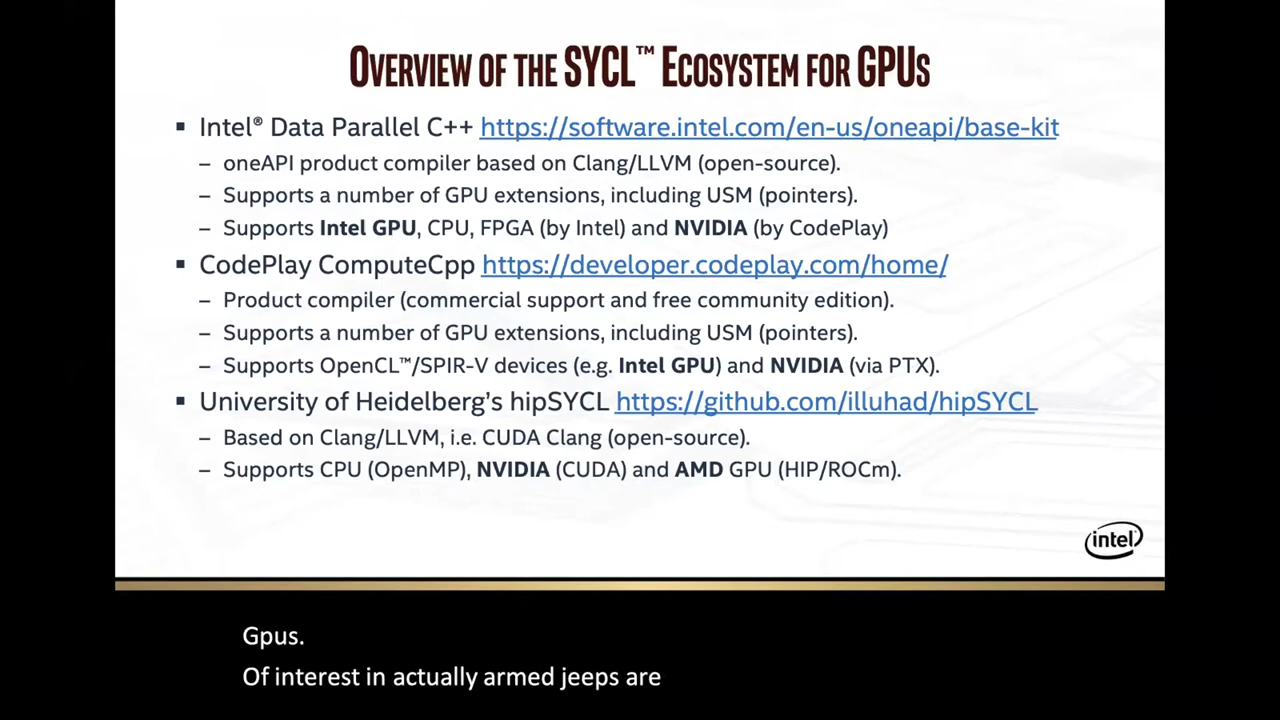 OVERVIEW OF THE SYCL™ ECOSYSTEM FOR GPUS
▪ Intel® Data Parallel C++ https://software.intel.com/en-us/oneapi/base-kit
– oneAPI product compiler based on Clang/LLVM (open-source).
– Supports a number of GPU extensions, including USM (pointers).
– Supports Intel GPU, CPU, FPGA (by Intel) and NVIDIA (by CodePlay)
▪ CodePlay ComputeCpp https://developer.codeplay.com/home/
– Product compiler (commercial support and free community edition).
– Supports a number of GPU extensions, including USM (pointers).
– Supports OpenCL™/SPIR-V devices (e.g. Intel GPU) and NVIDIA (via PTX).
▪ University of Heidelberg’s hipSYCL https://github.com/illuhad/hipSYCL
– Based on Clang/LLVM, i.e. CUDA Clang (open-source).
– Supports CPU (OpenMP), NVIDIA (CUDA) and AMD GPU (HIP/ROCm).
intel
Gpus.
Of interest in actually armed jeeps are